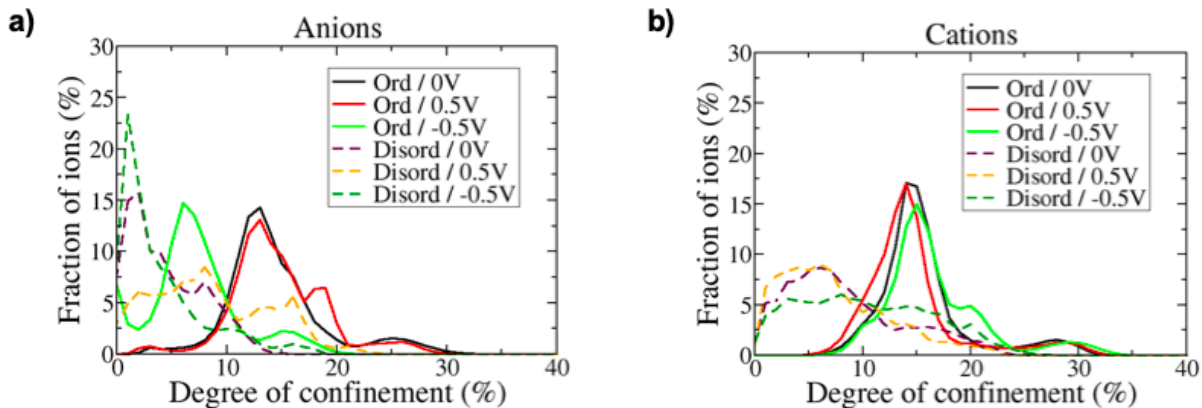 a)
Anions
30
25
20
15
10
5
0
Fraction of ions (%)
Ord / 0V
Ord / 0.5V
Ord / -0.5V
Disord / 0V
Disord / 0.5V
Disord / -0.5V
0 10 20 30 40
Degree of confinement (%)
b)
Cations
30
25
20
15
10
5
0
Fraction of ions (%)
Ord / 0V
Ord / 0.5V
Ord / -0.5V
Disord / 0V
Disord / 0.5V
Disord / -0.5V
0 10 20 30 40
Degree of confinement (%)